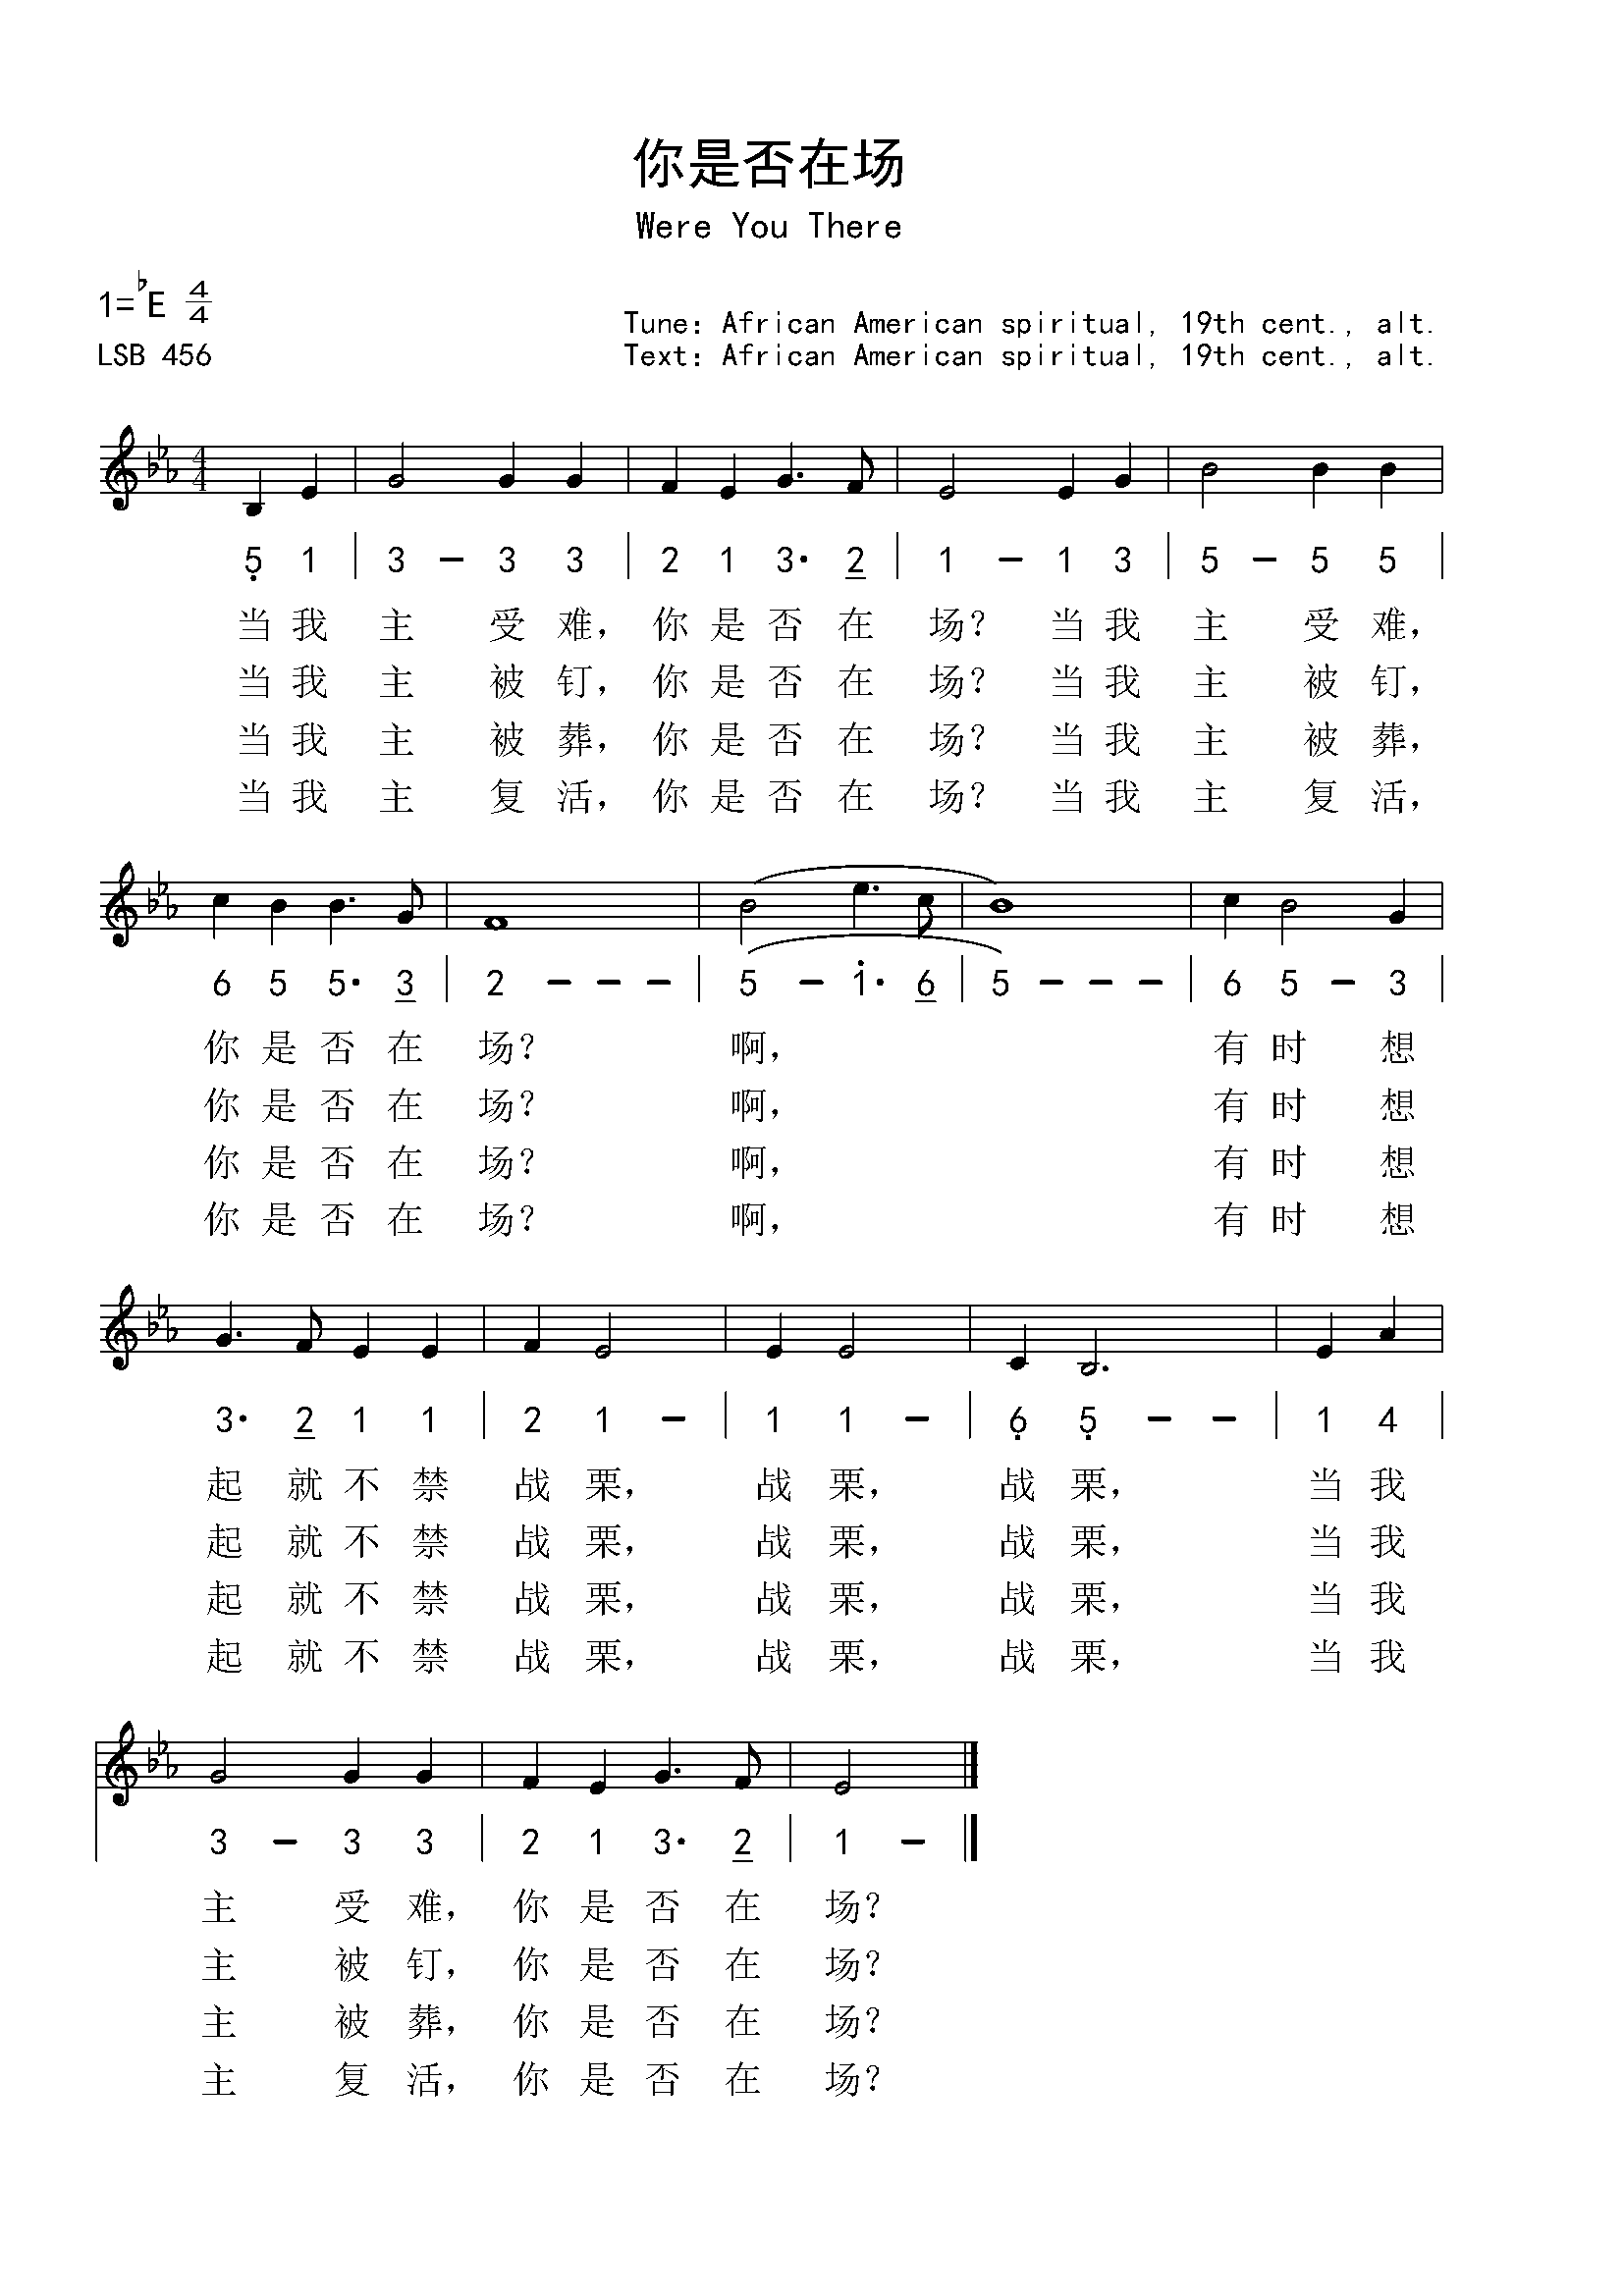 你是否在场
Were You There
1=♭E 4/4
LSB 456
Tune: African American spiritual, 19th cent., alt.
Text: African American spiritual, 19th cent., alt.
4/4
5̣ 1 | 3 - 3 3 | 2 1 3· 2 | 1 - 1 3 | 5 - 5 5 |
当我 主 受难， 你是否在 场？ 当我 主 受难，
当我 主 被钉， 你是否在 场？ 当我 主 被钉，
当我 主 被葬， 你是否在 场？ 当我 主 被葬，
当我 主 复活， 你是否在 场？ 当我 主 复活，
6 5 5· 3 | 2 - - - | 5 - 1̇· 6 | 5 - - - | 6 5 - 3 |
你是否在 场？ 啊， 有时 想
你是否在 场？ 啊， 有时 想
你是否在 场？ 啊， 有时 想
你是否在 场？ 啊， 有时 想
3· 2 1 1 | 2 1 - | 1 1 - | 6̣ 5̣ - - | 1 4 |
起 就不禁 战栗， 战栗， 战栗， 当我
起 就不禁 战栗， 战栗， 战栗， 当我
起 就不禁 战栗， 战栗， 战栗， 当我
起 就不禁 战栗， 战栗， 战栗， 当我
3 - 3 3 | 2 1 3· 2 | 1 - |
主 受难， 你是否在 场？
主 被钉， 你是否在 场？
主 被葬， 你是否在 场？
主 复活， 你是否在 场？